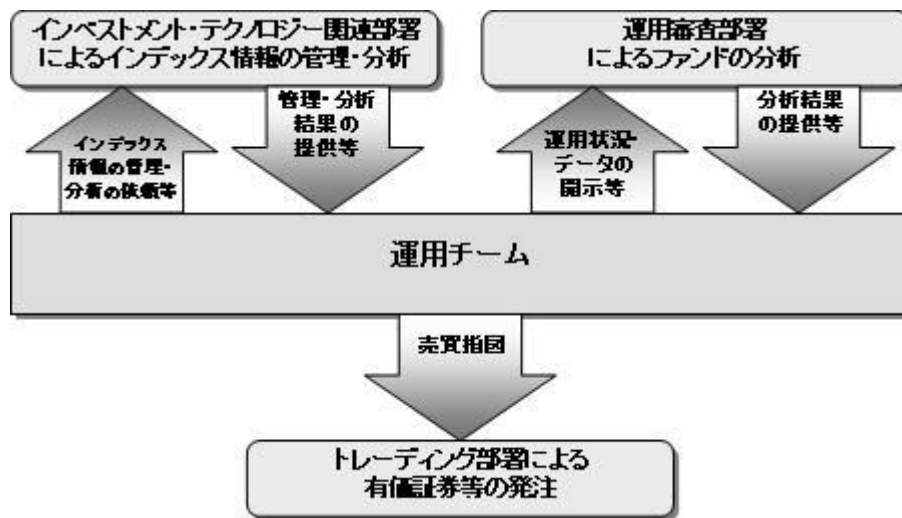 インベストメント・テクノロジー関連部署
によるインデックス情報の管理・分析
運用審査部署
によるファンドの分析
インデックス
情報の管理・
分析の依頼等
管理・分析
結果の
提供等
運用状況・
データの
開示等
分析結果
の提供等
運用チーム
売買指図
トレーディング部署による
有価証券等の発注